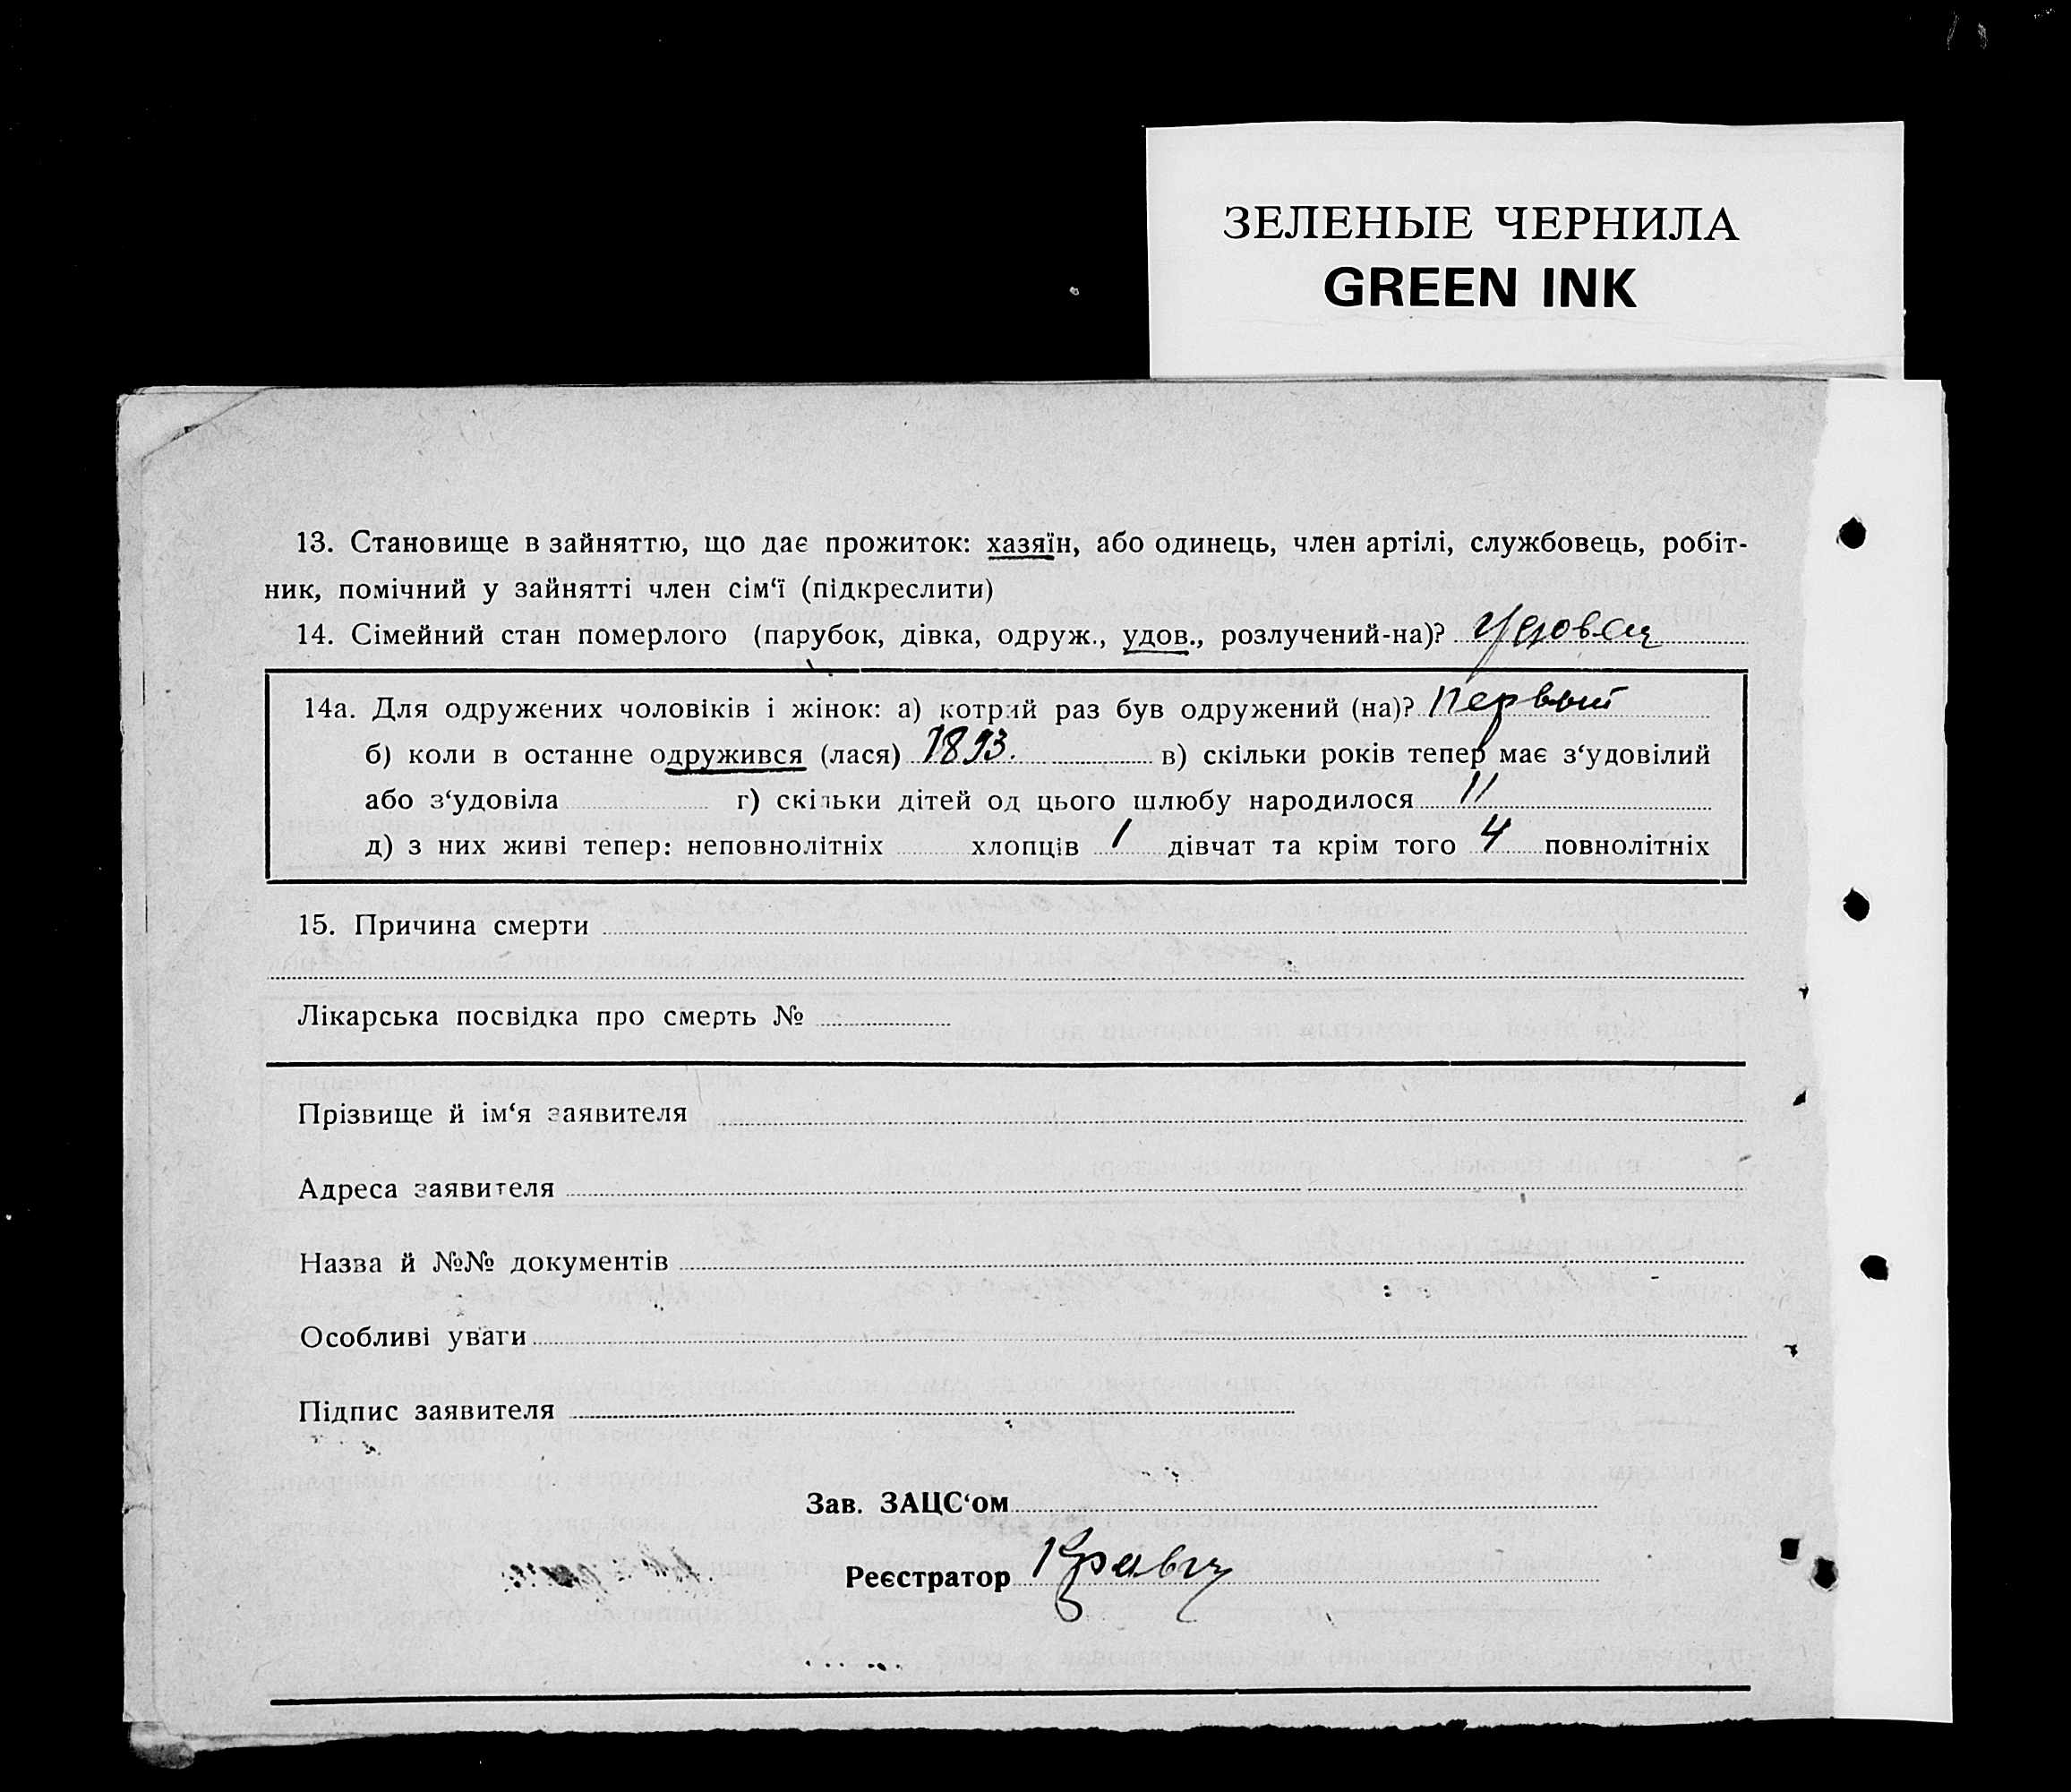 ЗЕЛЕНЫЕ ЧЕРНИЛА
GREEN INK
13. Становище в зайняттю, що дає прожиток: хазяїн, або одинець, член артілі, службовець, робіт-
ник, помічний у зайнятті член сім‘ї (підкреслити)
14. Сімейний стан померлого (парубок, дівка, одруж., удов., розлучений-на)? Удовец
14а. Для одружених чоловіків і жінок: а) котрий раз був одружений (на)? Первый
б) коли в останне одружився (лася) 1893. в) скільки років тепер має з‘удовілий
або з‘удовіла г) скільки дітей од цього шлюбу народилося 11
д) з них живі тепер: неповнолітніх хлопців 1 дівчат та крім того 4 повнолітніх
15. Причина смерти
Лікарська посвідка про смерть №
Прізвище й ім‘я заявителя
Адреса заявителя
Назва й №№ документів
Особливі уваги
Підпис заявителя
Зав. ЗАЦС‘ом
Реєстратор